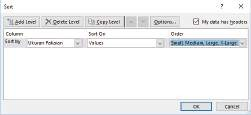 Sort
Add Level Delete Level Copy Level Options... My data has headers
Column Sort On Order
Sort by Ukuran Pakaian Values Small, Medium, Large, X-Large
OK Cancel